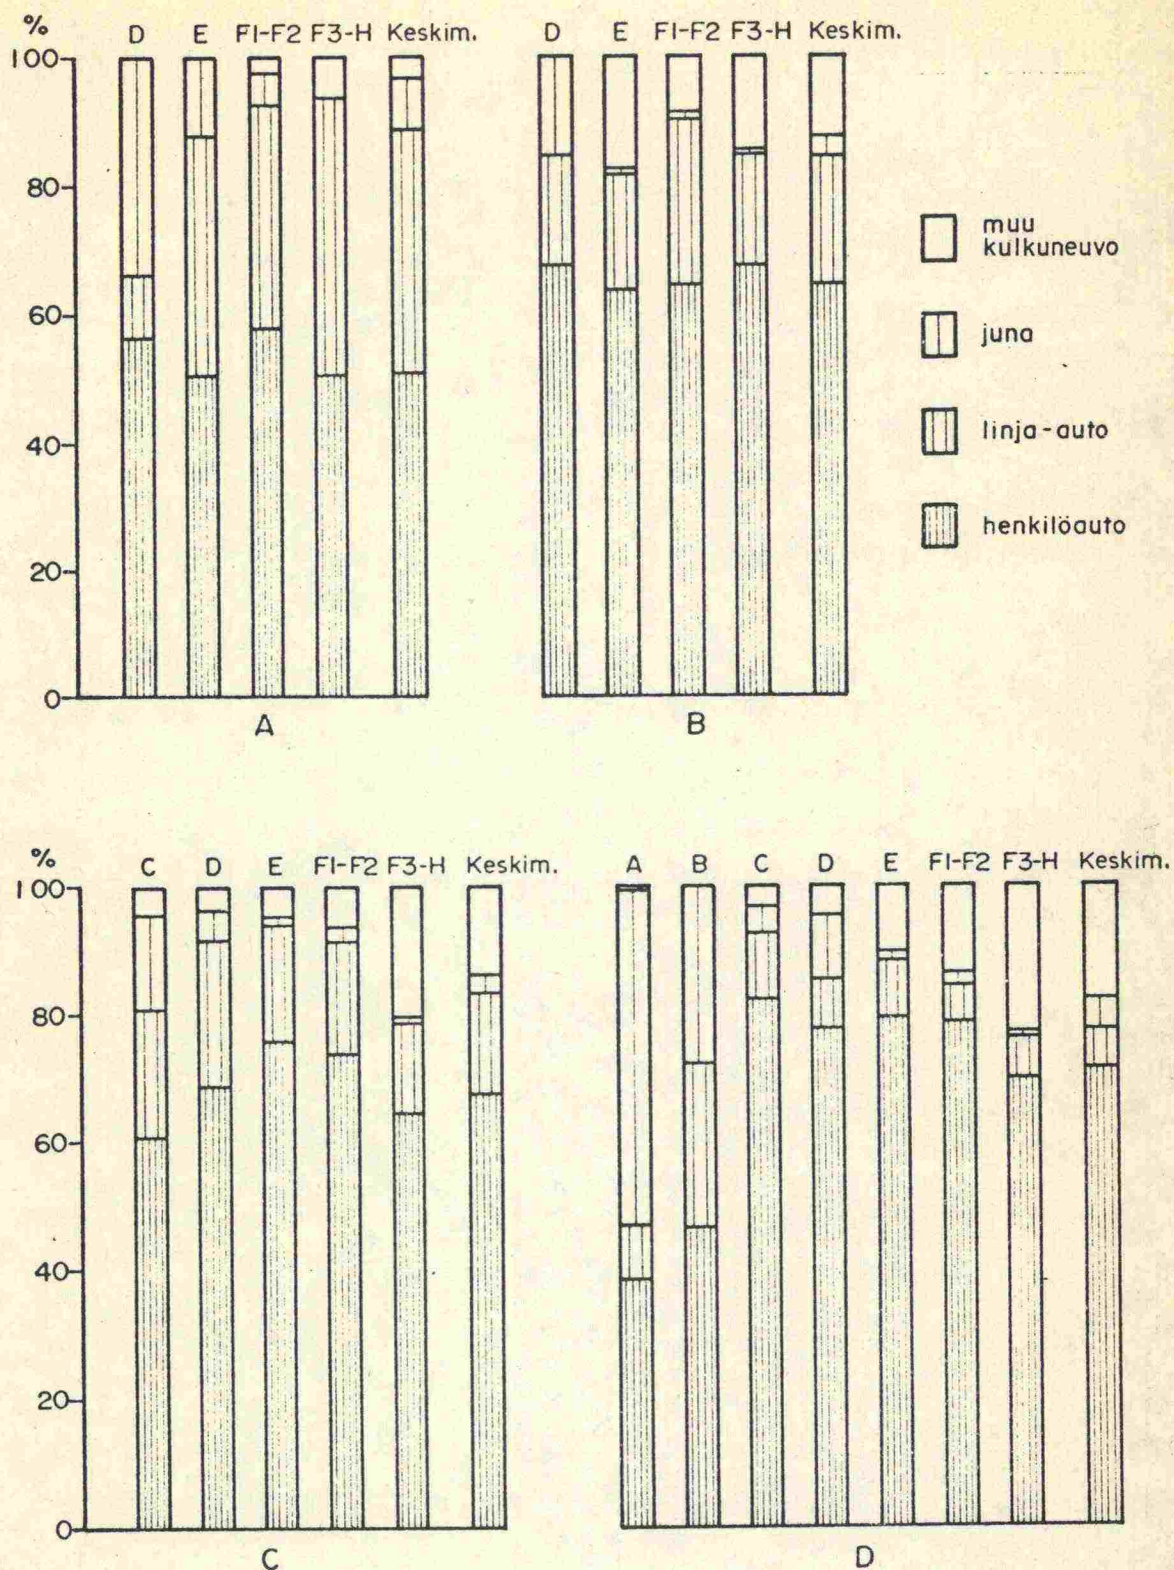 %
D E F1-F2 F3-H Keskim.
100
80
60
40
20
0
A
D E F1-F2 F3-H Keskim.
B
muu
kulkuneuvo
juna
linja-auto
henkilöauto
%
C D E F1-F2 F3-H Keskim.
100
80
60
40
20
0
C
A B C D E F1-F2 F3-H Keskim.
D